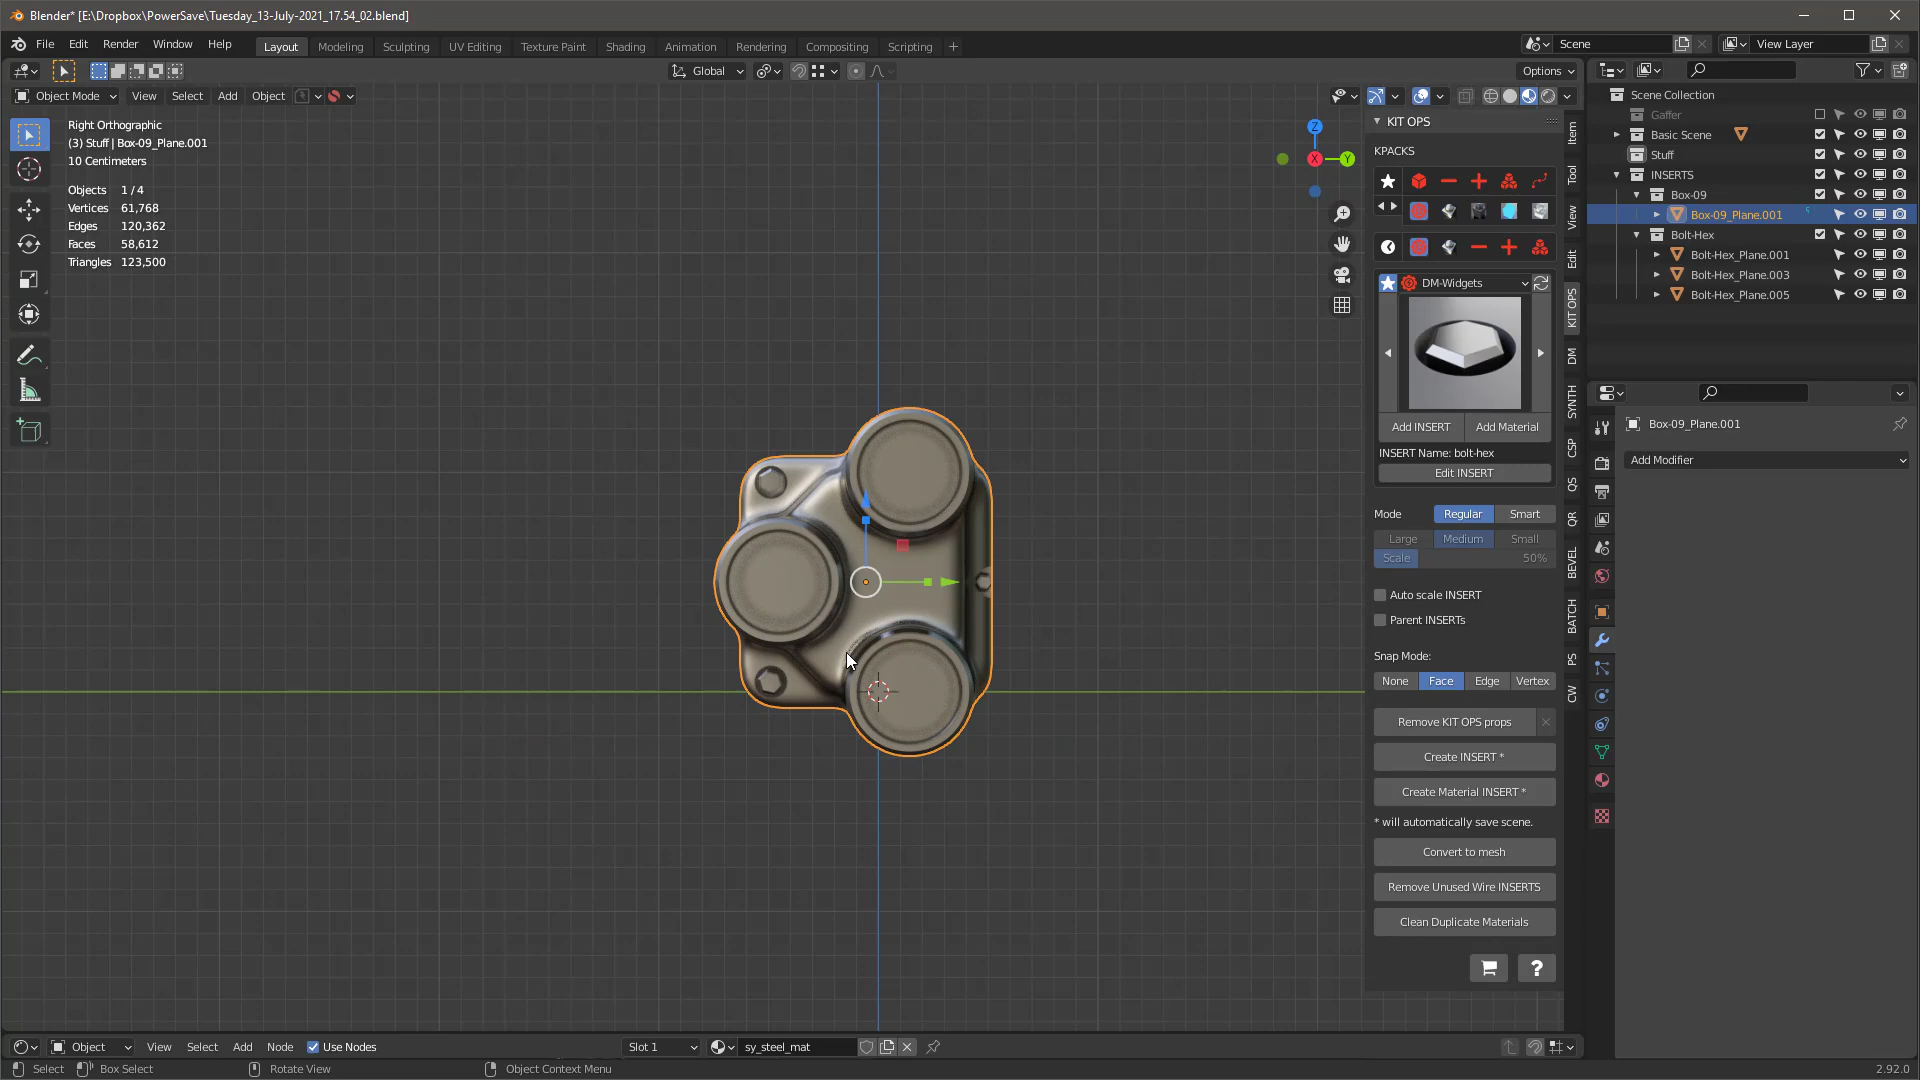 Blender* [E:\Dropbox\PowerSave\Tuesday_13-July-2021_17.54_02.blend]
File Edit Render Window Help Layout Modeling Sculpting UV Editing Texture Paint Shading Animation Rendering Compositing Scripting + Scene View Layer
Global Options
Object Mode View Select Add Object
Right Orthographic
(3) Stuff | Box-09_Plane.001
10 Centimeters
Objects 1 / 4
Vertices 61,768
Edges 120,362
Faces 58,612
Triangles 123,500
Z
X
Y
KIT OPS
KPACKS
DM-Widgets
Add INSERT Add Material
INSERT Name: bolt-hex
Edit INSERT
Mode Regular Smart
Large Medium Small
Scale 50%
Auto scale INSERT
Parent INSERTs
Snap Mode:
None Face Edge Vertex
Remove KIT OPS props
Create INSERT *
Create Material INSERT *
* will automatically save scene.
Convert to mesh
Remove Unused Wire INSERTS
Clean Duplicate Materials
?
Item
Tool
View
Edit
KIT OPS
DM
SYNTH
CSP
QS
QR
BEVEL
BATCH
PS
CW
Scene Collection
Gaffer
Basic Scene
Stuff
INSERTS
Box-09
Box-09_Plane.001
Bolt-Hex
Bolt-Hex_Plane.001
Bolt-Hex_Plane.003
Bolt-Hex_Plane.005
Box-09_Plane.001
Add Modifier
Object View Select Add Node Use Nodes Slot 1 sy_steel_mat
Select Box Select Rotate View Object Context Menu 2.92.0